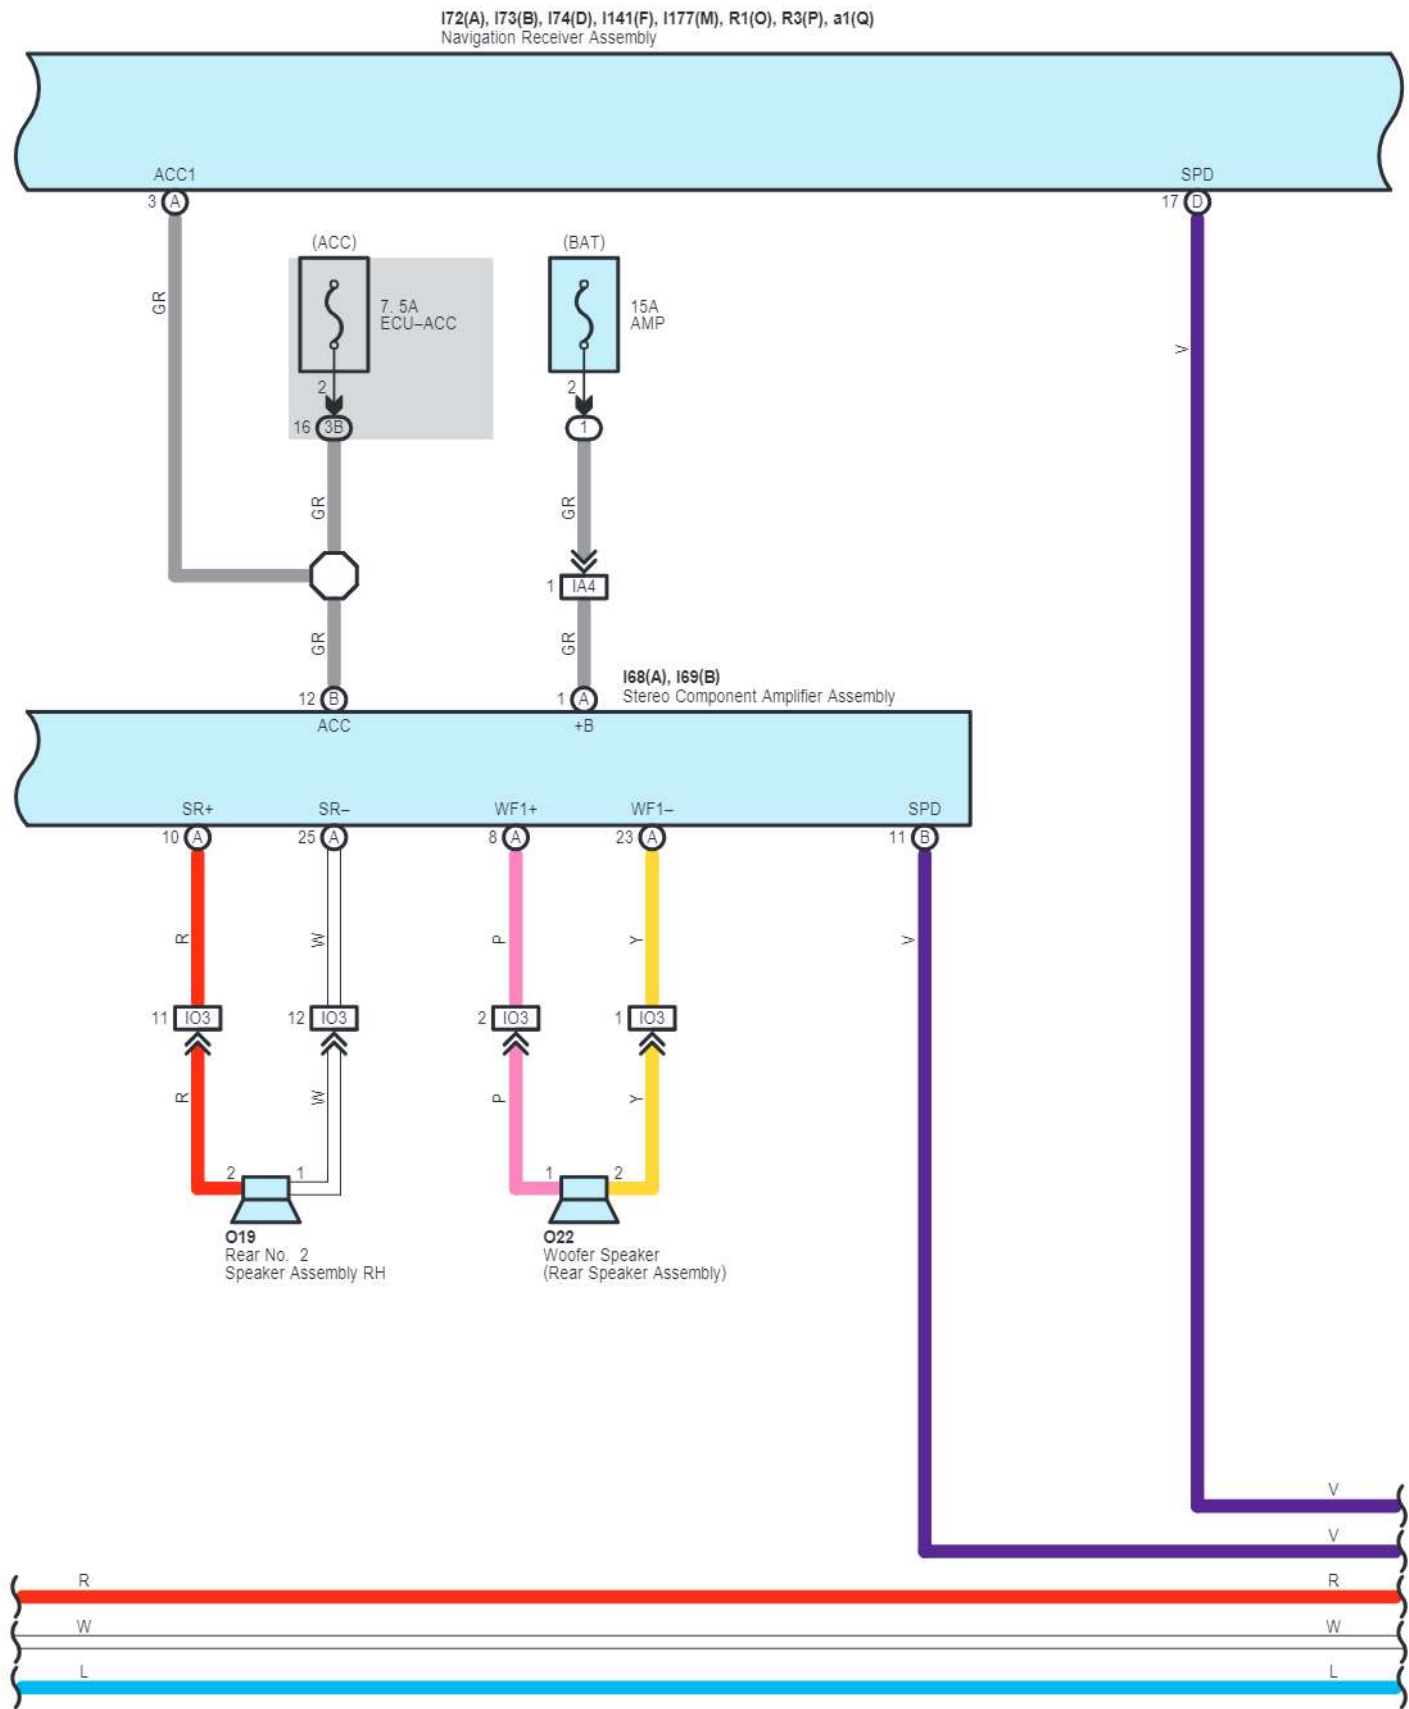 I72(A), I73(B), I74(D), I141(F), I177(M), R1(O), R3(P), a1(Q)
Navigation Receiver Assembly
ACC1
SPD
3 A
17 D
(ACC)
(BAT)
GR
7. 5A
ECU–ACC
15A
AMP
V
2
2
16 3B
1
GR
GR
1 IA4
GR
GR
I68(A), I69(B)
Stereo Component Amplifier Assembly
12 B
1 A
ACC
+B
SR+
SR–
WF1+
WF1–
SPD
10 A
25 A
8 A
23 A
11 B
R
W
P
Y
V
11 IO3
12 IO3
2 IO3
1 IO3
R
W
P
Y
2
1
1
2
O19
Rear No. 2
Speaker Assembly RH
O22
Woofer Speaker
(Rear Speaker Assembly)
V
V
R
R
W
W
L
L